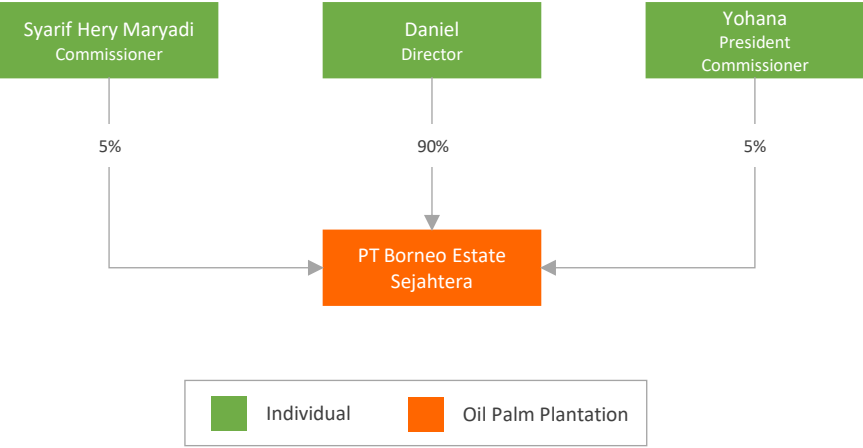 Syarif Hery Maryadi
Commissioner
Daniel
Director
Yohana
President
Commissioner
5%
90%
5%
PT Borneo Estate
Sejahtera
Individual
Oil Palm Plantation